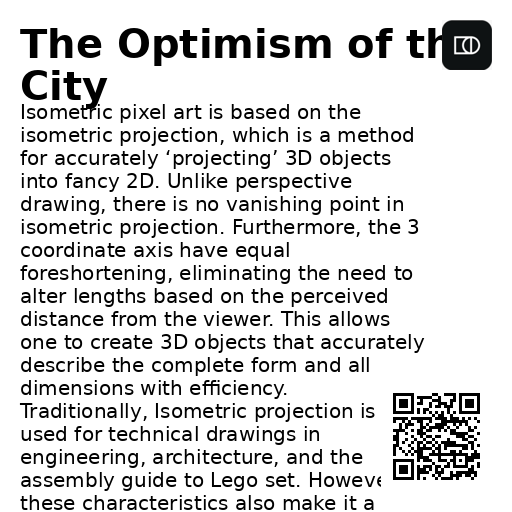 The Optimism of th
City
Isometric pixel art is based on the
isometric projection, which is a method
for accurately ‘projecting’ 3D objects
into fancy 2D. Unlike perspective
drawing, there is no vanishing point in
isometric projection. Furthermore, the 3
coordinate axis have equal
foreshortening, eliminating the need to
alter lengths based on the perceived
distance from the viewer. This allows
one to create 3D objects that accurately
describe the complete form and all
dimensions with efficiency.
Traditionally, Isometric projection is
used for technical drawings in
engineering, architecture, and the
assembly guide to Lego set. Howeve
these characteristics also make it a